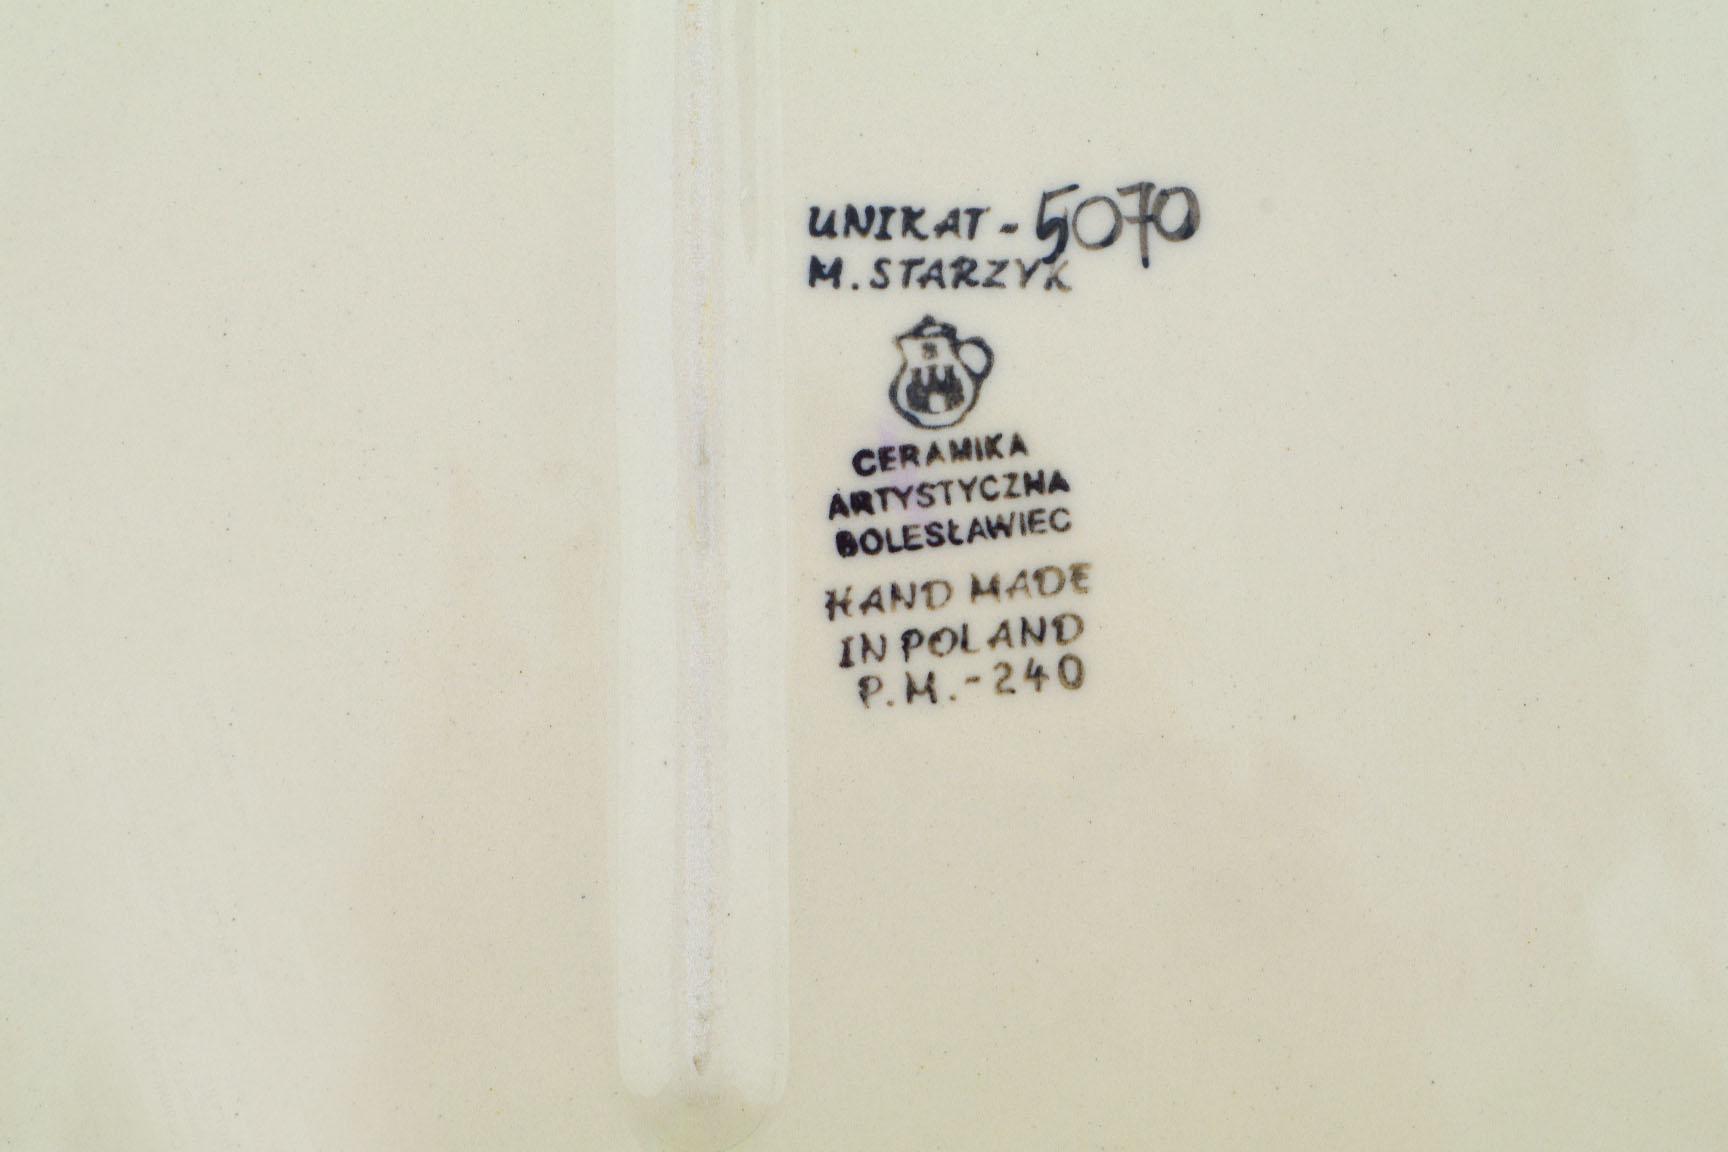 UNIKAT - 5070
M. STARZYK
CERAMIKA
ARTYSTYCZNA
BOLESŁAWIEC
HAND MADE
IN POLAND
P.M.-240